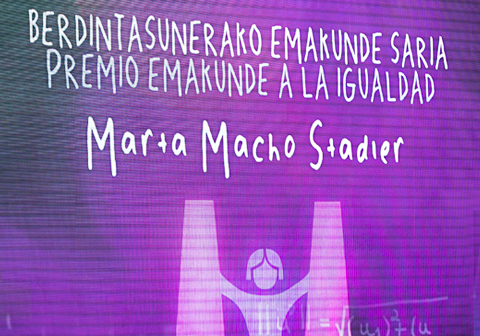 BERDINTASUNERAKO EMAKUNDE SARIA
PREMIO EMAKUNDE A LA IGUALDAD
Marta Macho Stadler